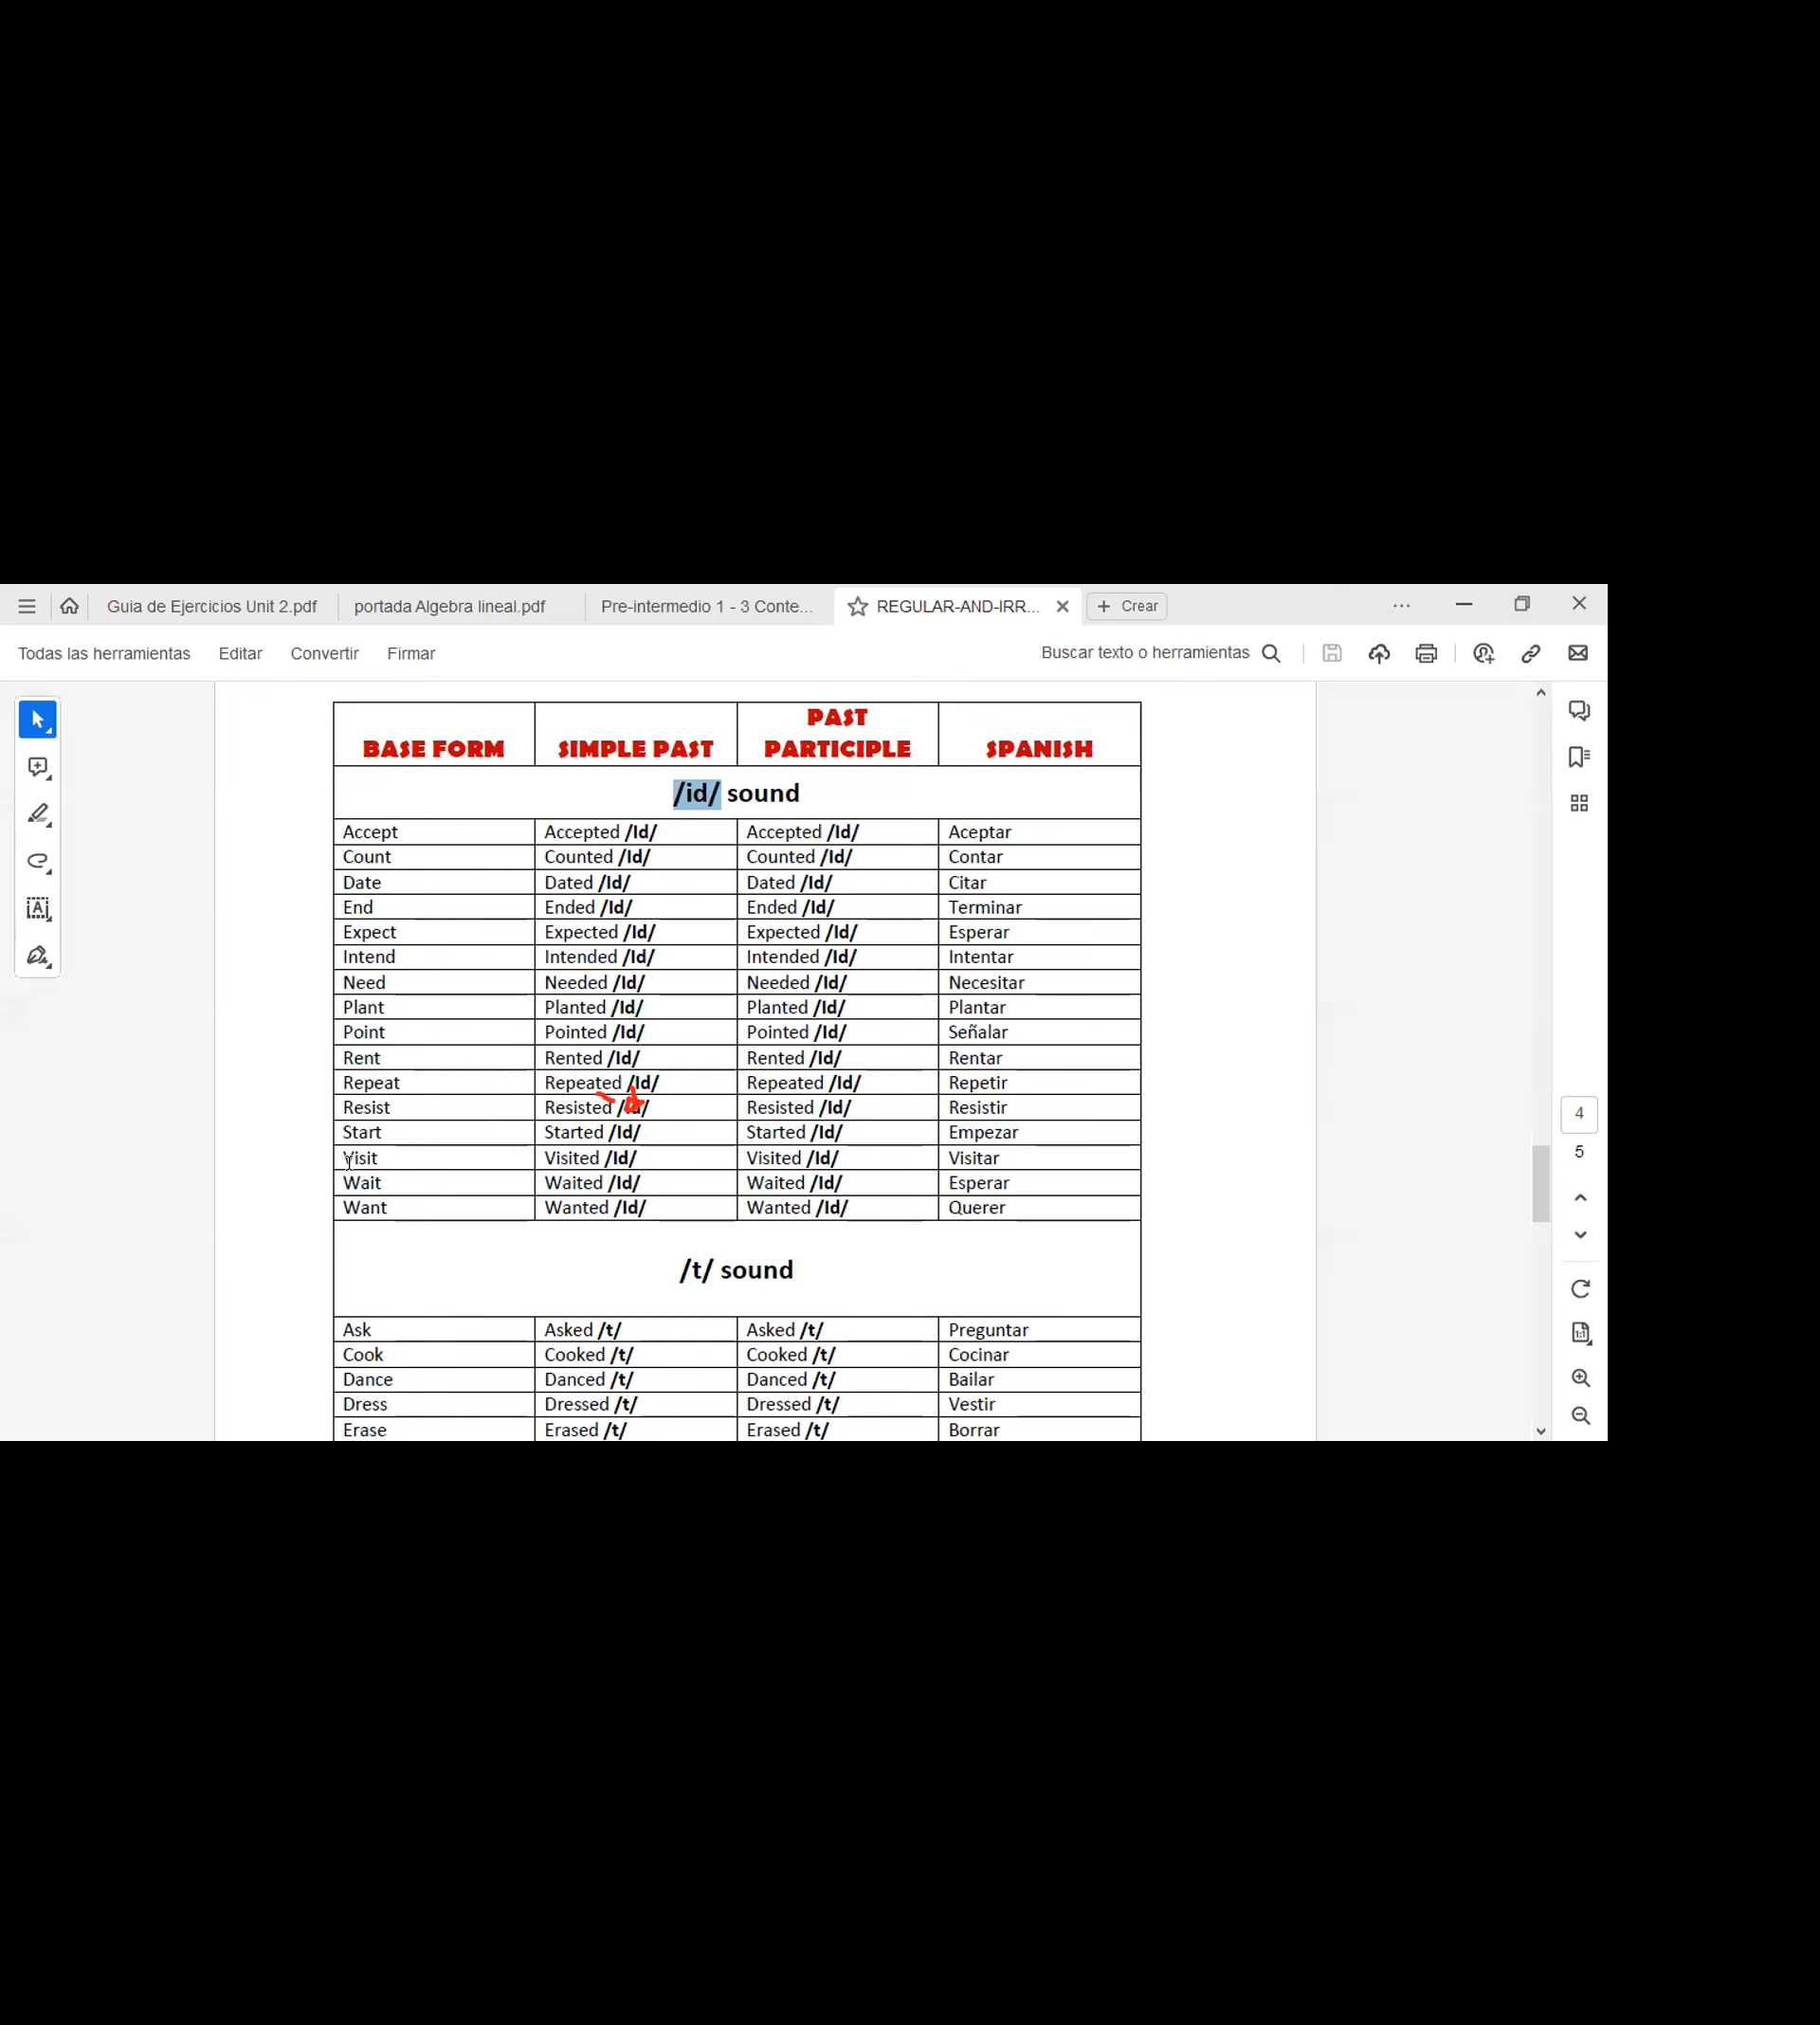 Guia de Ejercicios Unit 2.pdf portada Algebra lineal.pdf Pre-intermedio 1 - 3 Conte... REGULAR-AND-IRR... + Crear
Todas las herramientas Editar Convertir Firmar Buscar texto o herramientas
BASE FORM SIMPLE PAST PAST PARTICIPLE SPANISH
/id/ sound
Accept Accepted /Id/ Accepted /Id/ Aceptar
Count Counted /Id/ Counted /Id/ Contar
Date Dated /Id/ Dated /Id/ Citar
End Ended /Id/ Ended /Id/ Terminar
Expect Expected /Id/ Expected /Id/ Esperar
Intend Intended /Id/ Intended /Id/ Intentar
Need Needed /Id/ Needed /Id/ Necesitar
Plant Planted /Id/ Planted /Id/ Plantar
Point Pointed /Id/ Pointed /Id/ Señalar
Rent Rented /Id/ Rented /Id/ Rentar
Repeat Repeated /Id/ Repeated /Id/ Repetir
Resist Resisted /Id/ Resisted /Id/ Resistir
Start Started /Id/ Started /Id/ Empezar
Visit Visited /Id/ Visited /Id/ Visitar
Wait Waited /Id/ Waited /Id/ Esperar
Want Wanted /Id/ Wanted /Id/ Querer
/t/ sound
Ask Asked /t/ Asked /t/ Preguntar
Cook Cooked /t/ Cooked /t/ Cocinar
Dance Danced /t/ Danced /t/ Bailar
Dress Dressed /t/ Dressed /t/ Vestir
Erase Erased /t/ Erased /t/ Borrar
4
5